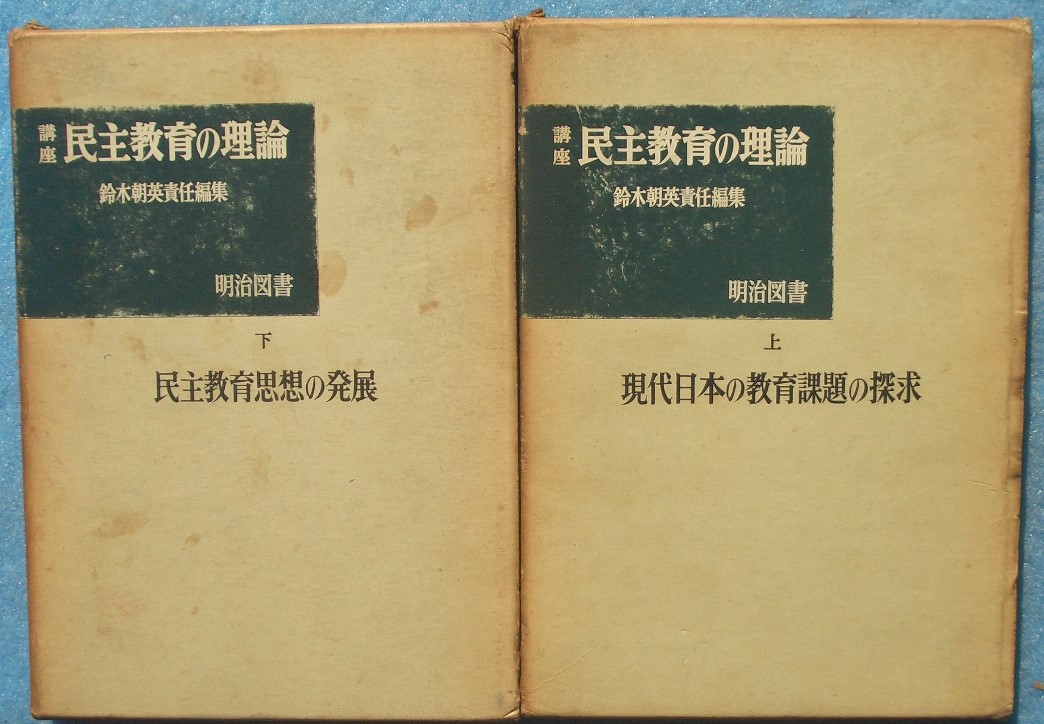 講座 民主教育の理論
鈴木朝英責任編集
明治図書
下
民主教育思想の発展
講座 民主教育の理論
鈴木朝英責任編集
明治図書
上
現代日本の教育課題の探求